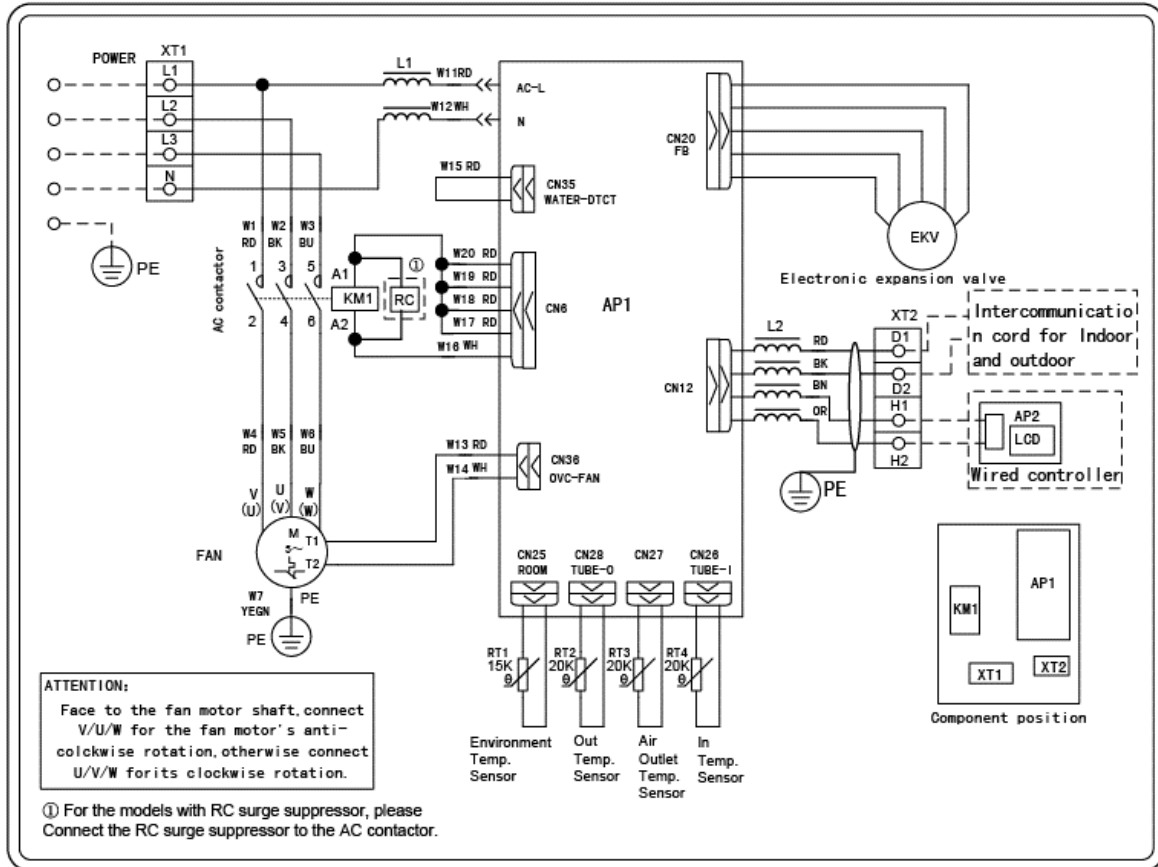 POWER
XT1
L1
L2
L3
N
PE
L1
W11RD
W12WH
AC-L
N
W15 RD
CN35
WATER-DTCT
W1 W2 W3
RD BK BU
1 3 5
2 4 6
AC contactor
A1
KM1
A2
①
RC
W20 RD
W19 RD
W18 RD
W17 RD
W16 WH
CN6
AP1
CN20
FB
EKV
Electronic expansion valve
L2
RD
BK
BN
OR
CN12
XT2
D1
D2
H1
H2
PE
Intercommunicatio
n cord for Indoor
and outdoor
AP2
LCD
Wired controller
W4 W5 W6
RD BK BU
W13 RD
W14 WH
CN36
OVC-FAN
V U W
(U) (V) (W)
FAN
M
T1
T2
W7
YEGN
PE
PE
CN25
ROOM
CN28
TUBE-O
CN27
CN26
TUBE-I
RT1
15K
θ
RT2
20K
θ
RT3
20K
θ
RT4
20K
θ
Environment
Temp.
Sensor
Out
Temp.
Sensor
Air
Outlet
Temp.
Sensor
In
Temp.
Sensor
KM1
AP1
XT1
XT2
Component position
ATTENTION:
Face to the fan motor shaft, connect
V/U/W for the fan motor's anti-
colckwise rotation, otherwise connect
U/V/W forits clockwise rotation.
① For the models with RC surge suppressor, please
Connect the RC surge suppressor to the AC contactor.